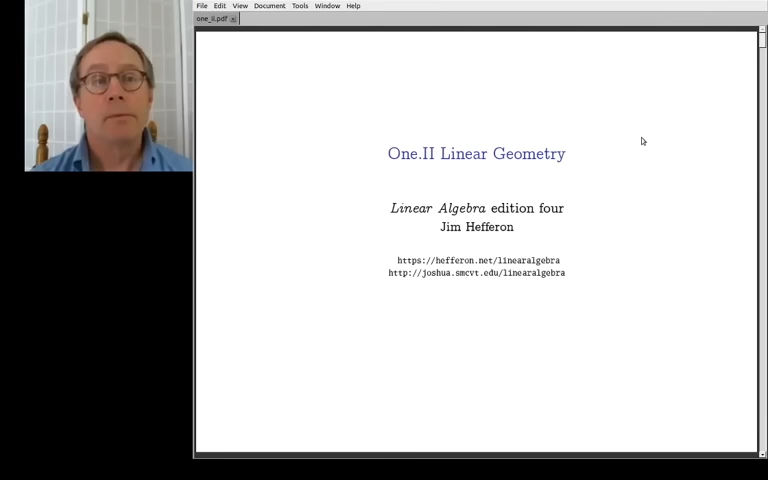 File Edit View Document Tools Window Help
one_ii.pdf
One.II Linear Geometry
Linear Algebra edition four
Jim Hefferon
https://hefferon.net/linearalgebra
http://joshua.smcvt.edu/linearalgebra